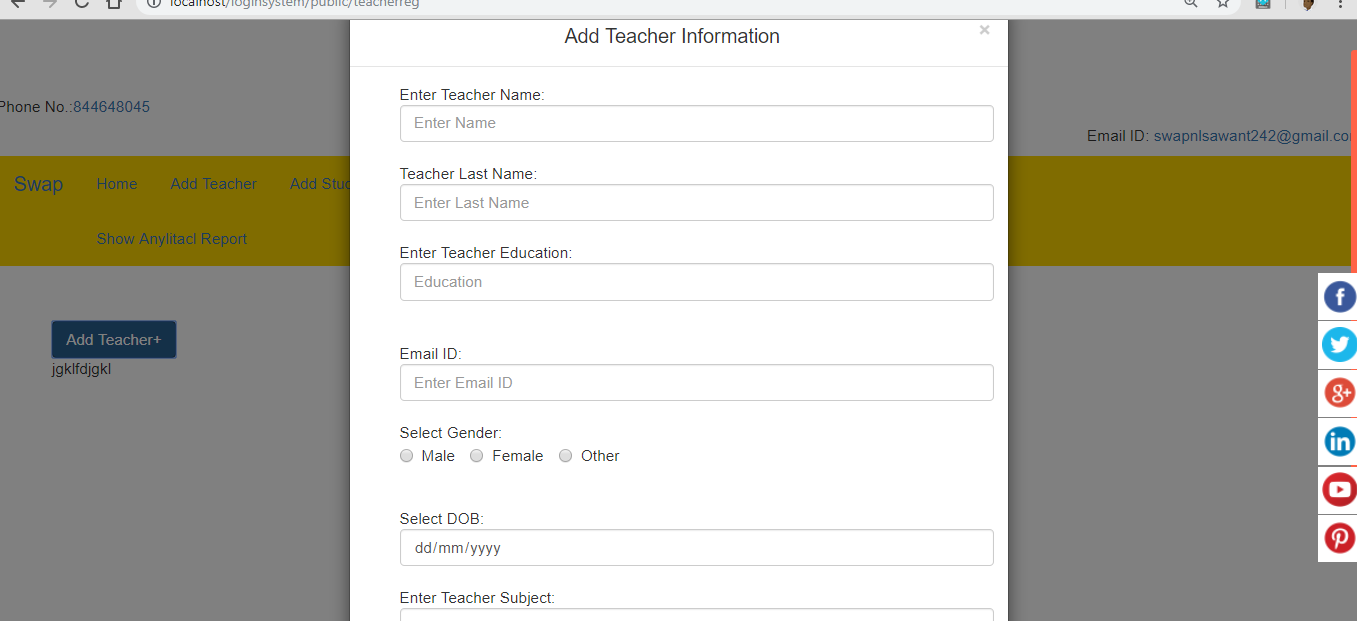 localhost/loginsystem/public/teacherreg
Add Teacher Information
×
Phone No.:844648045
Email ID: swapnlsawant242@gmail.co
Swap
Home
Add Teacher
Add Stud
Show Anylitacl Report
Add Teacher+
jgklfdjgkl
Enter Teacher Name:
Enter Name
Teacher Last Name:
Enter Last Name
Enter Teacher Education:
Education
Email ID:
Enter Email ID
Select Gender:
Male Female Other
Select DOB:
dd/mm/yyyy
Enter Teacher Subject:
f
8+
in